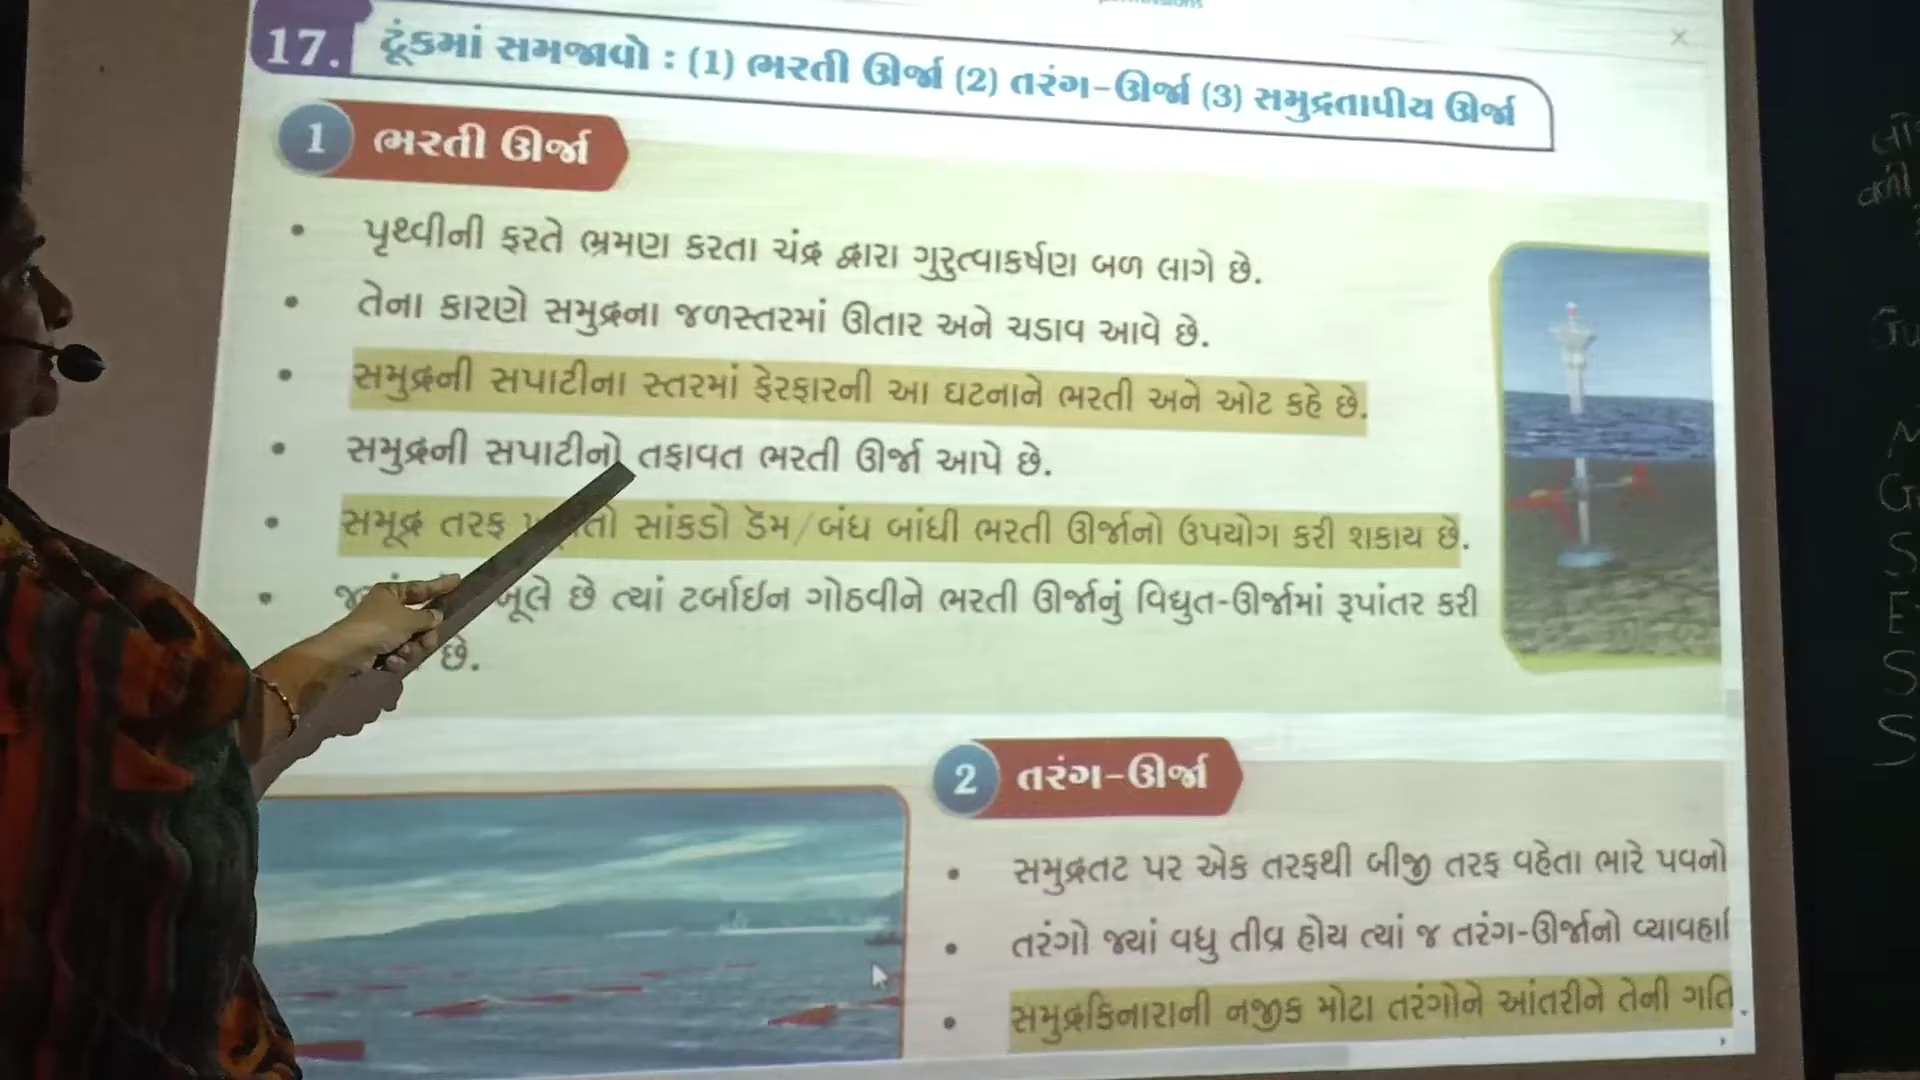 17. ટૂંકમાં સમજાવો : (1) ભરતી ઊર્જા (2) તરંગ-ઊર્જા (3) સમુદ્રતાપીય ઊર્જા
1 ભરતી ઊર્જા
• પૃથ્વીની ફરતે ભ્રમણ કરતા ચંદ્ર દ્વારા ગુરુત્વાકર્ષણ બળ લાગે છે.
• તેના કારણે સમુદ્રના જળસ્તરમાં ઊતાર અને ચડાવ આવે છે.
• સમુદ્રની સપાટીના સ્તરમાં ફેરફારની આ ઘટનાને ભરતી અને ઓટ કહે છે.
• સમુદ્રની સપાટીનો તફાવત ભરતી ઊર્જા આપે છે.
• સમૂદ્ર તરફ સાંકડો ડૅમ/બંધ બાંધી ભરતી ઊર્જાનો ઉપયોગ કરી શકાય છે.
• છે ત્યાં ટર્બાઈન ગોઠવીને ભરતી ઊર્જાનું વિદ્યુત-ઊર્જામાં રૂપાંતર કરી
છે.
2 તરંગ-ઊર્જા
• સમુદ્રતટ પર એક તરફથી બીજી તરફ વહેતા ભારે પવનો
• તરંગો જ્યાં વધુ તીવ્ર હોય ત્યાં જ તરંગ-ઊર્જાનો
• સમુદ્રકિનારાની નજીક મોટા તરંગોને આંતરીને તેની ગતિ